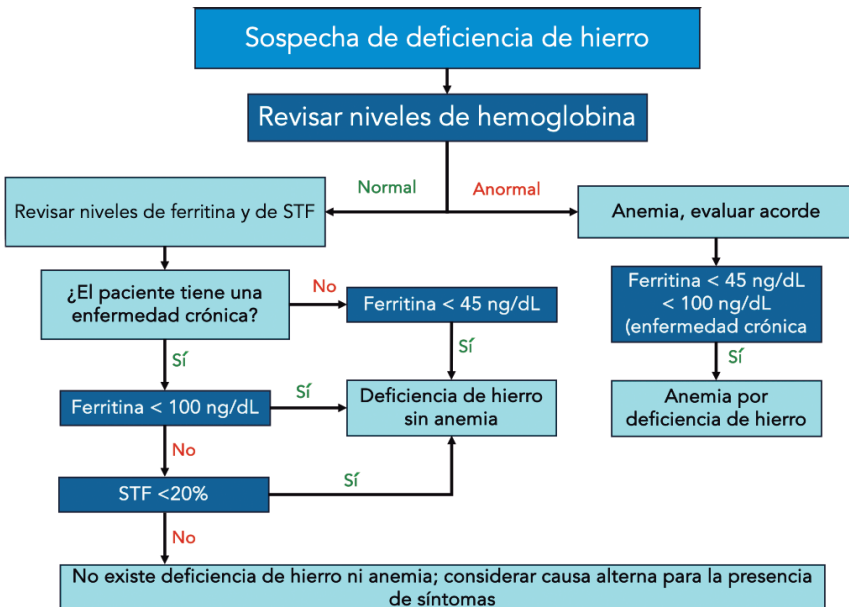 Sospecha de deficiencia de hierro
Revisar niveles de hemoglobina
Normal
Anormal
Revisar niveles de ferritina y de STF
Anemia, evaluar acorde
¿El paciente tiene una
enfermedad crónica?
No
Ferritina < 45 ng/dL
Ferritina < 45 ng/dL
< 100 ng/dL
(enfermedad crónica
Sí
Sí
Sí
Ferritina < 100 ng/dL
Sí
Deficiencia de hierro
sin anemia
Anemia por
deficiencia de hierro
No
STF <20%
Sí
No
No existe deficiencia de hierro ni anemia; considerar causa alterna para la presencia
de síntomas